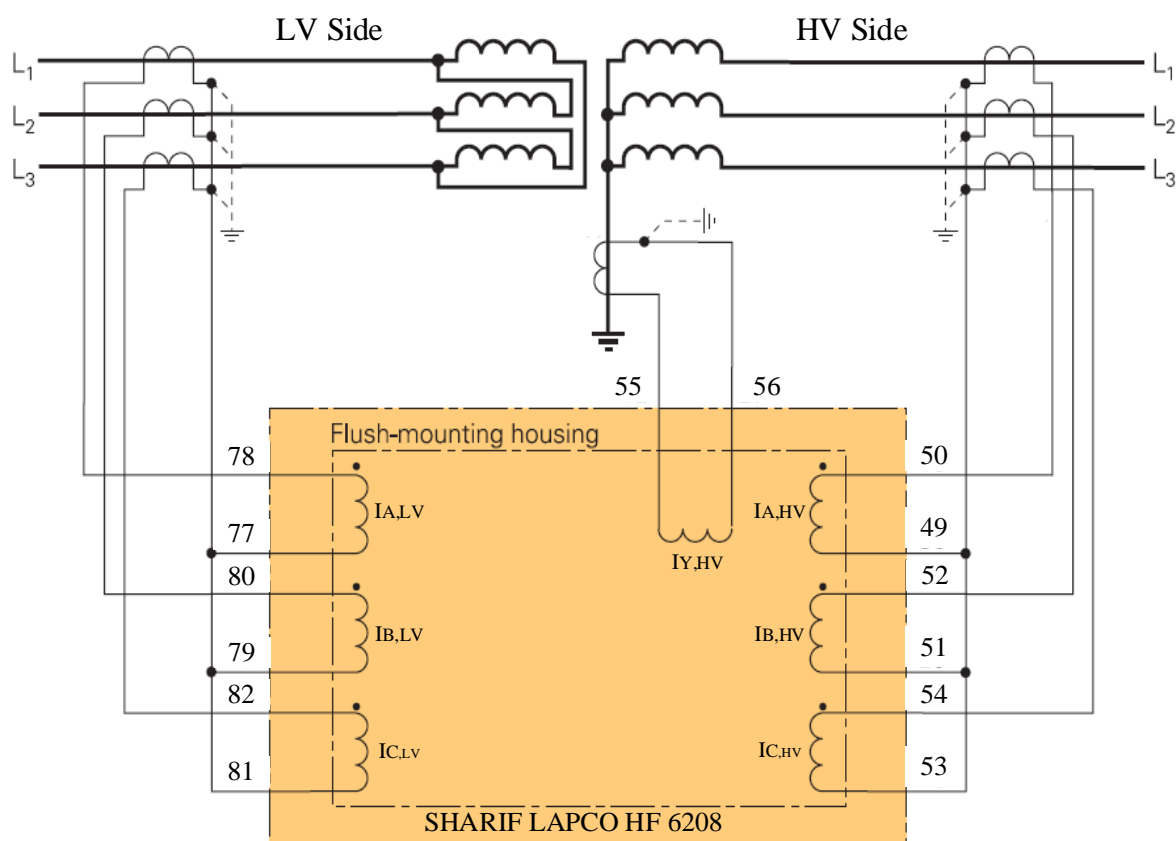 LV Side
HV Side
L1
L2
L3
L1
L2
L3
55
56
Flush-mounting housing
78
IA,LV
77
80
IB,LV
79
82
IC,LV
81
IY,HV
50
IA,HV
49
52
IB,HV
51
54
IC,HV
53
SHARIF LAPCO HF 6208